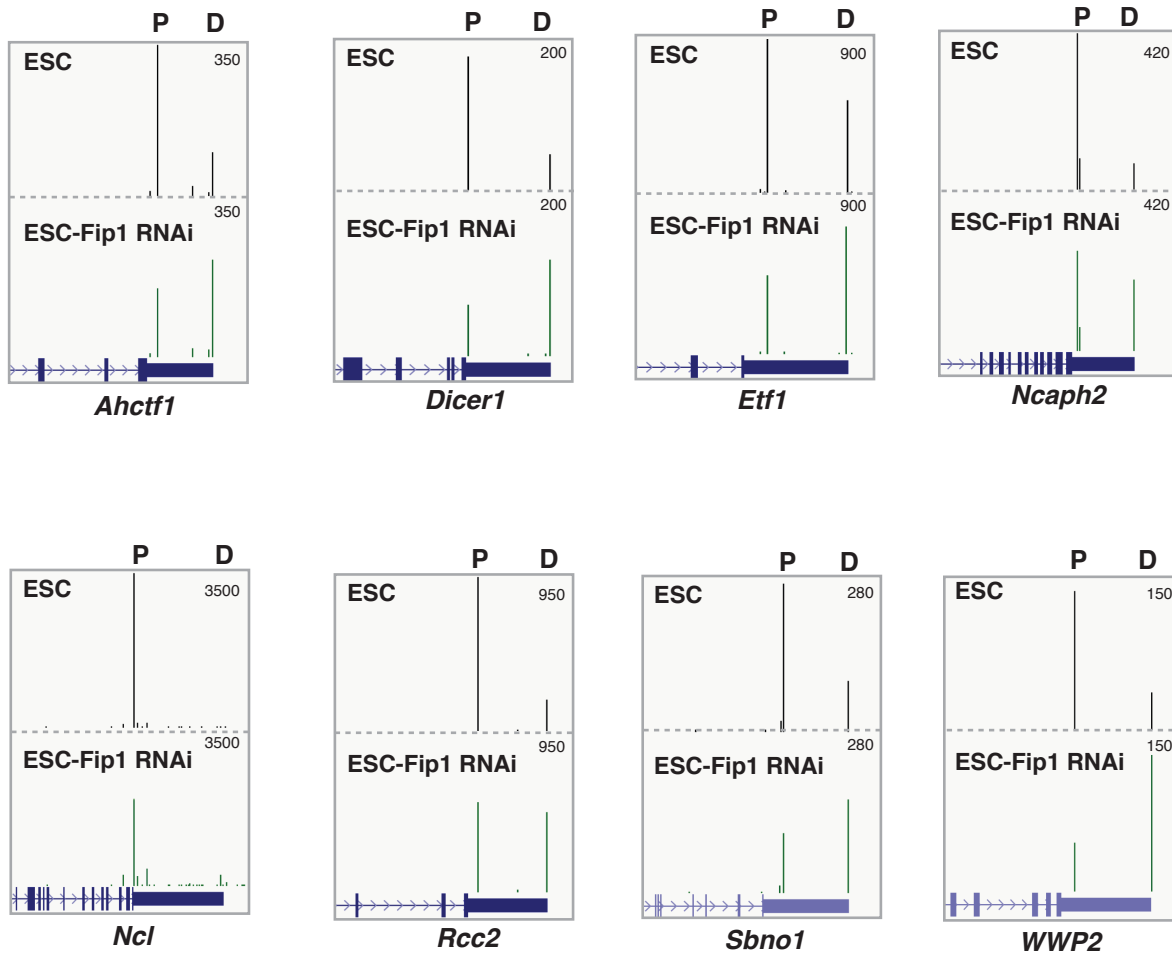 P D
ESC 350
350
ESC-Fip1 RNAi
Ahctf1
P D
ESC 200
200
ESC-Fip1 RNAi
Dicer1
P D
ESC 900
900
ESC-Fip1 RNAi
Etf1
P D
ESC 420
420
ESC-Fip1 RNAi
Ncaph2
P D
ESC 3500
3500
ESC-Fip1 RNAi
Ncl
P D
ESC 950
950
ESC-Fip1 RNAi
Rcc2
P D
ESC 280
280
ESC-Fip1 RNAi
Sbno1
P D
ESC 150
150
ESC-Fip1 RNAi
WWP2